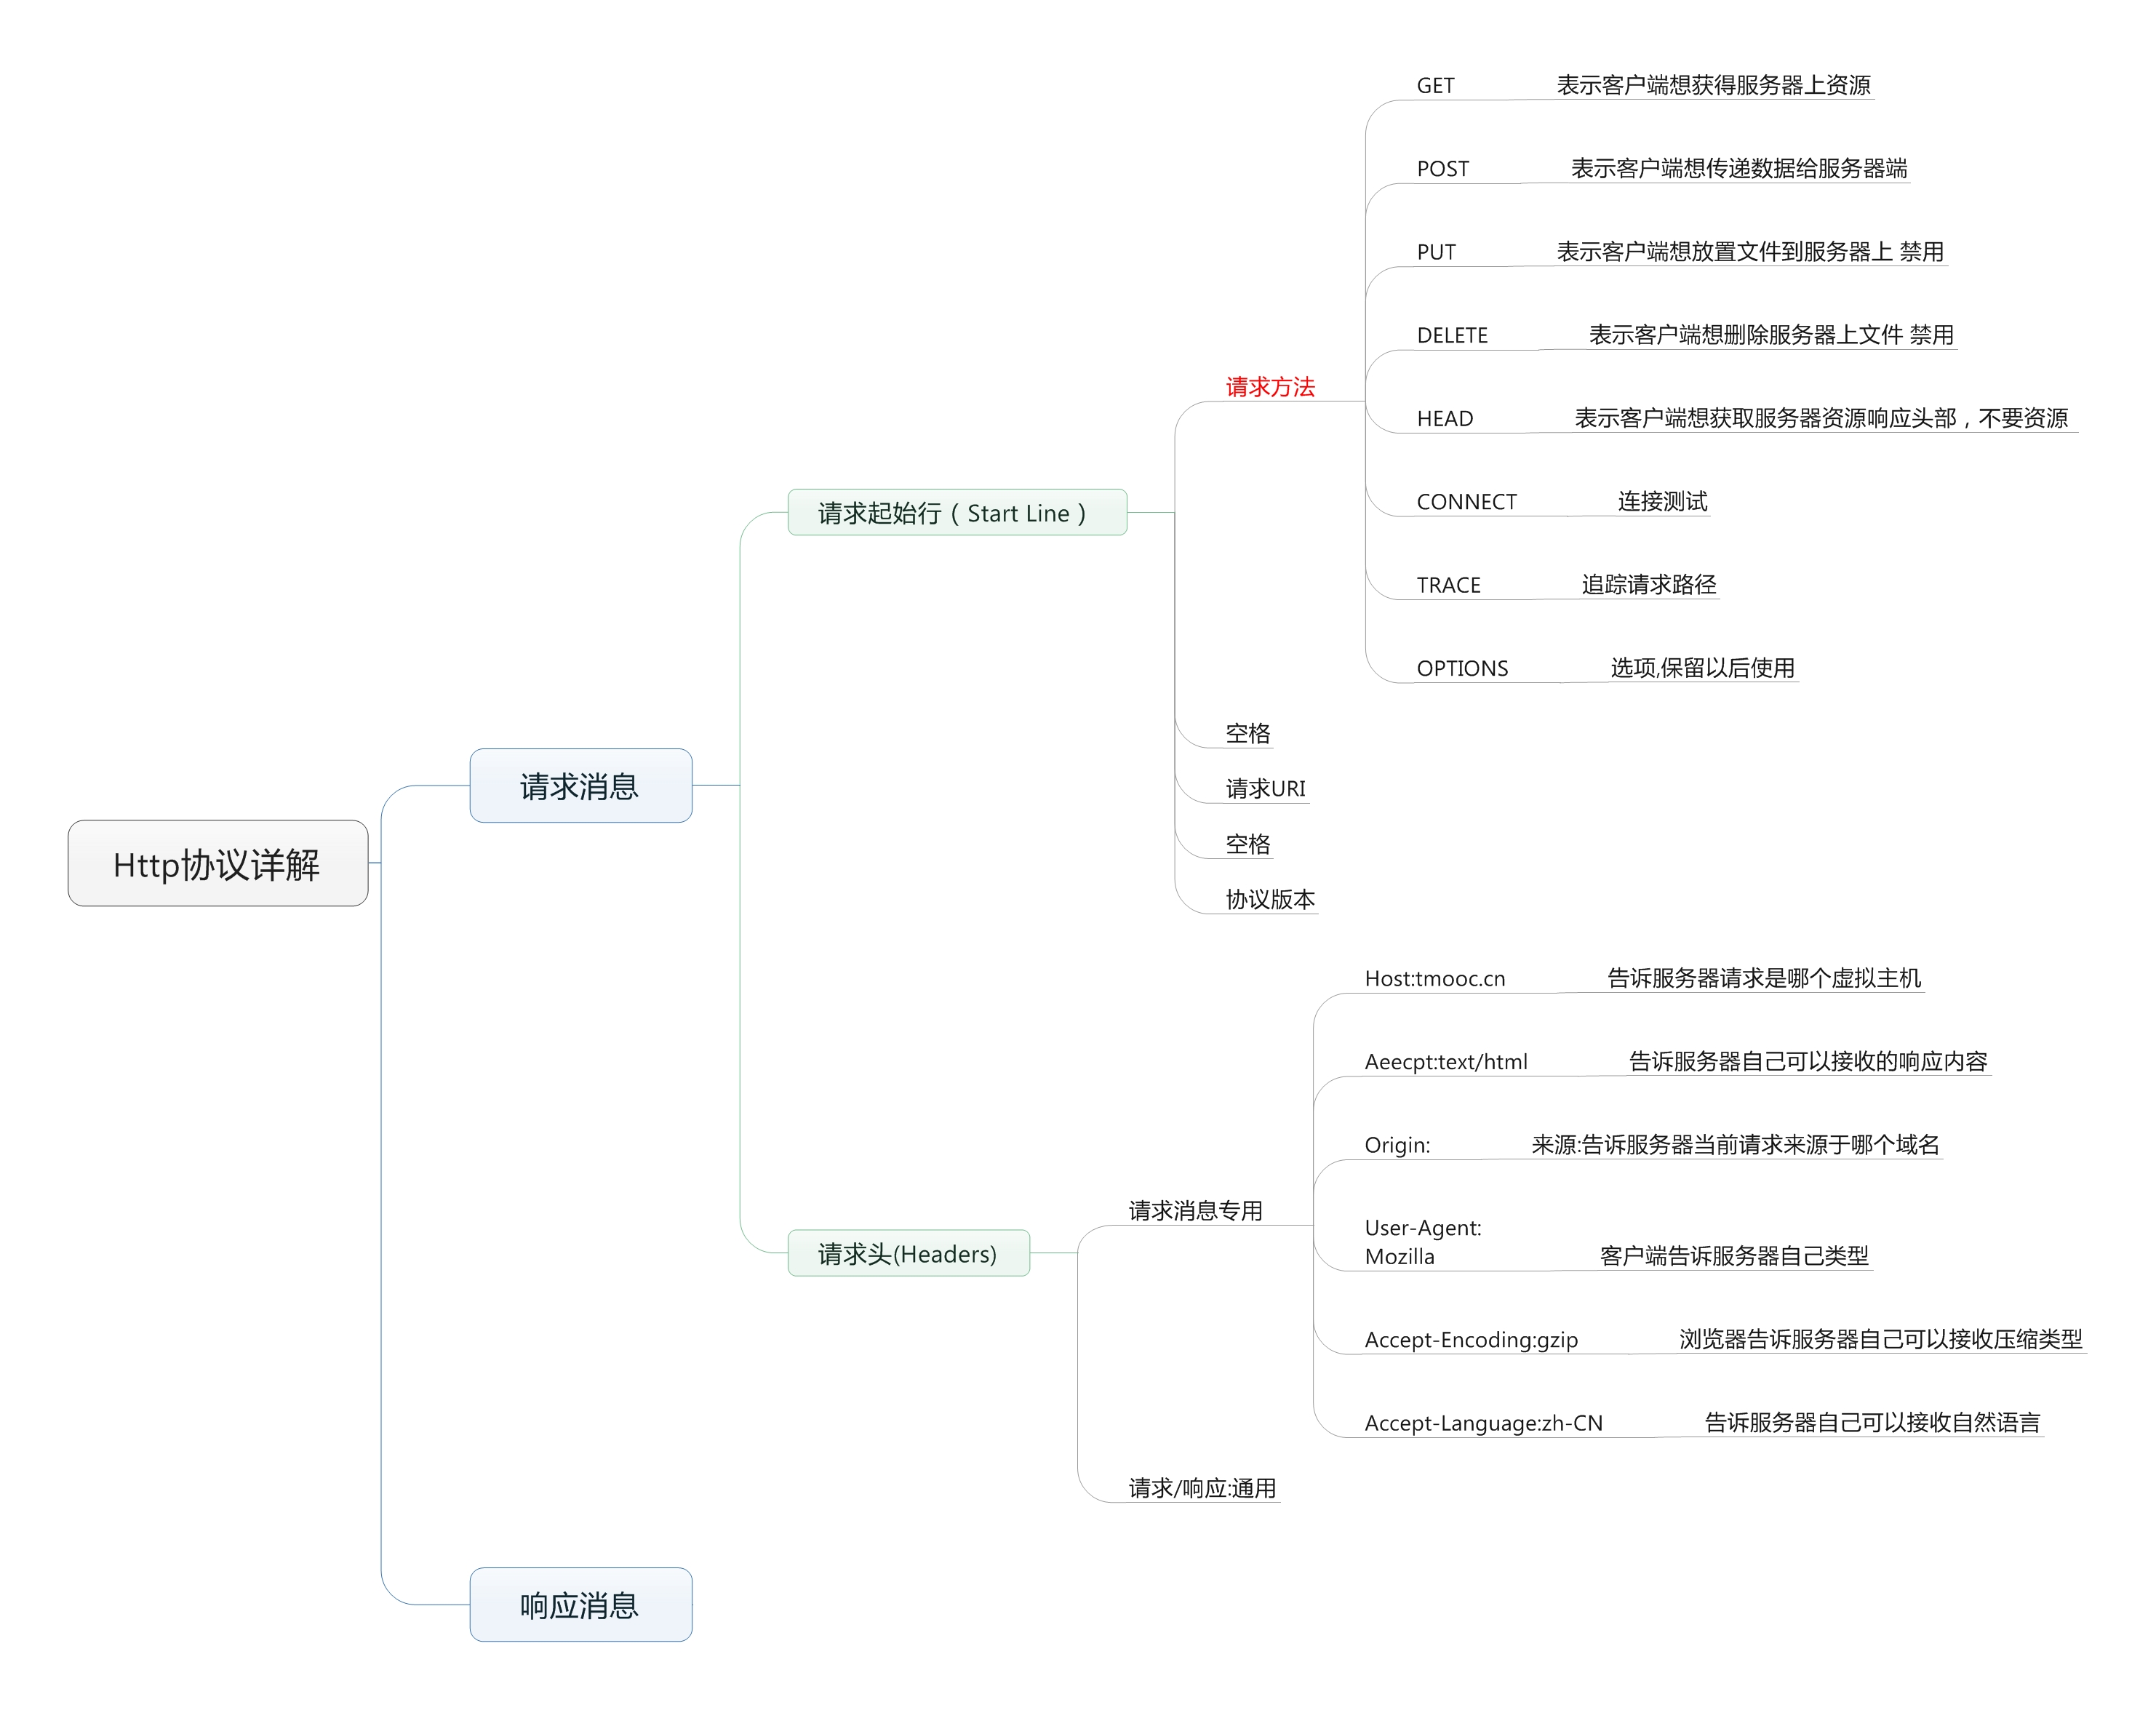 Http协议详解
请求消息
请求起始行（Start Line）
请求方法
GET 表示客户端想获得服务器上资源
POST 表示客户端想传递数据给服务器端
PUT 表示客户端想放置文件到服务器上 禁用
DELETE 表示客户端想删除服务器上文件 禁用
HEAD 表示客户端想获取服务器资源响应头部，不要资源
CONNECT 连接测试
TRACE 追踪请求路径
OPTIONS 选项,保留以后使用
空格
请求URI
空格
协议版本
请求头(Headers)
请求消息专用
Host:tmooc.cn 告诉服务器请求是哪个虚拟主机
Aeecpt:text/html 告诉服务器自己可以接收的响应内容
Origin: 来源:告诉服务器当前请求来源于哪个域名
User-Agent:
Mozilla 客户端告诉服务器自己类型
Accept-Encoding:gzip 浏览器告诉服务器自己可以接收压缩类型
Accept-Language:zh-CN 告诉服务器自己可以接收自然语言
请求/响应:通用
响应消息